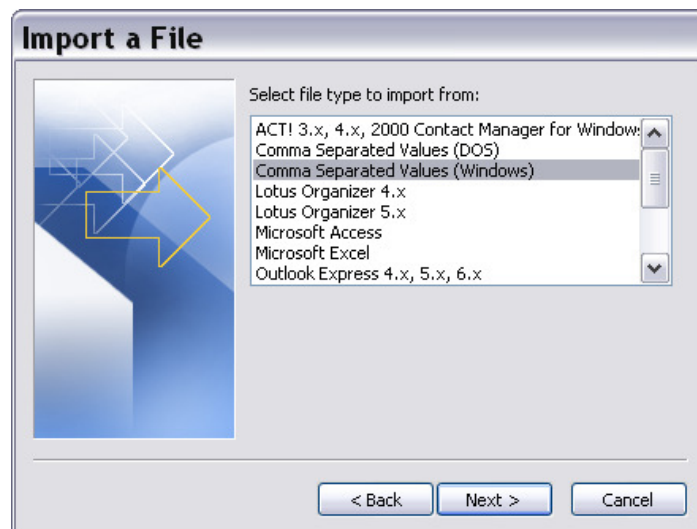 Import a File
Select file type to import from:
ACT! 3.x, 4.x, 2000 Contact Manager for Window
Comma Separated Values (DOS)
Comma Separated Values (Windows)
Lotus Organizer 4.x
Lotus Organizer 5.x
Microsoft Access
Microsoft Excel
Outlook Express 4.x, 5.x, 6.x
< Back Next > Cancel